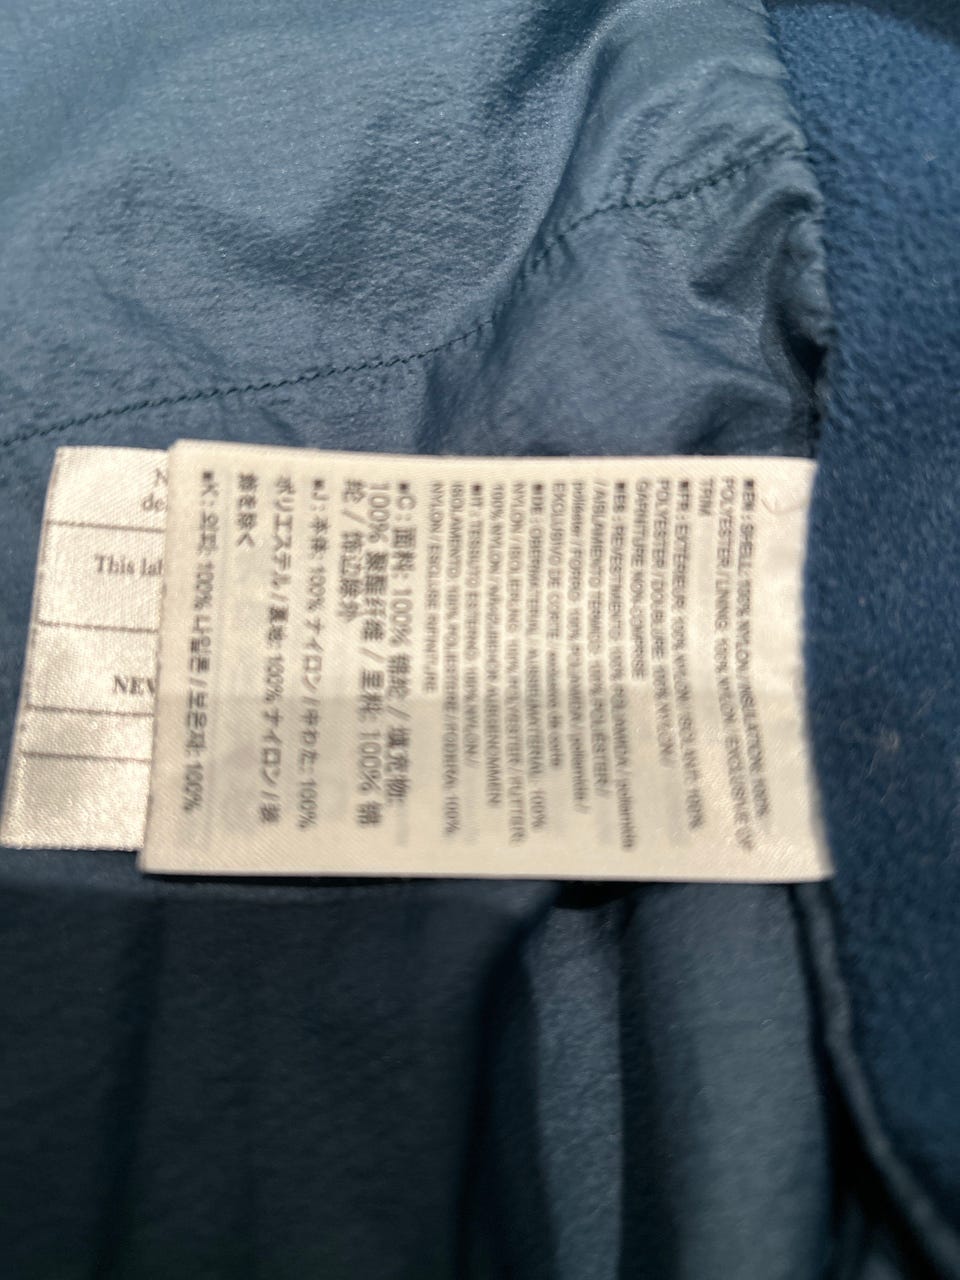 ■EN: SHELL: 100% NYLON / INSULATION: 100%
POLYESTER / LINING: 100% NYLON / EXCLUSIVE OF
TRIM
■FR: EXTERIEUR: 100% NYLON / ISOLANT: 100%
POLYESTER / DOUBLURE: 100% NYLON /
GARNITURE NON-COMPRISE
■ES: REVESTIMENTO: 100% POLIAMIDA / poliamida
/ AISLAMIENTO TERMICO: 100% POLIÉSTER /
poliéster / FORRO: 100% POLIAMIDA / poliamida /
EXCLUSIVO DE CORTE /
■DE: OBERMATERIAL: 100%
NYLON / ISOLIERUNG: 100% POLYESTER / FUTTER:
100% NYLON / AUSGENOMMEN
■IT: TESSUTO ESTERNO: 100% NYLON /
ISOLAMENTO: 100% POLIESTERE / FODERA: 100%
NYLON / ESCLUSE RIFINITURE
■C: 面料: 100% 锦纶 / 填充物:
100% 聚酯纤维 / 里料: 100% 锦
纶 / 饰边除外
■J: 本体: 100% ナイロン / 中わた: 100%
ポリエステル / 裏地: 100% ナイロン / 装
飾を除く
■K: 외피: 100% 나일론 / 보온재: 100%
N
de
This la
NEW